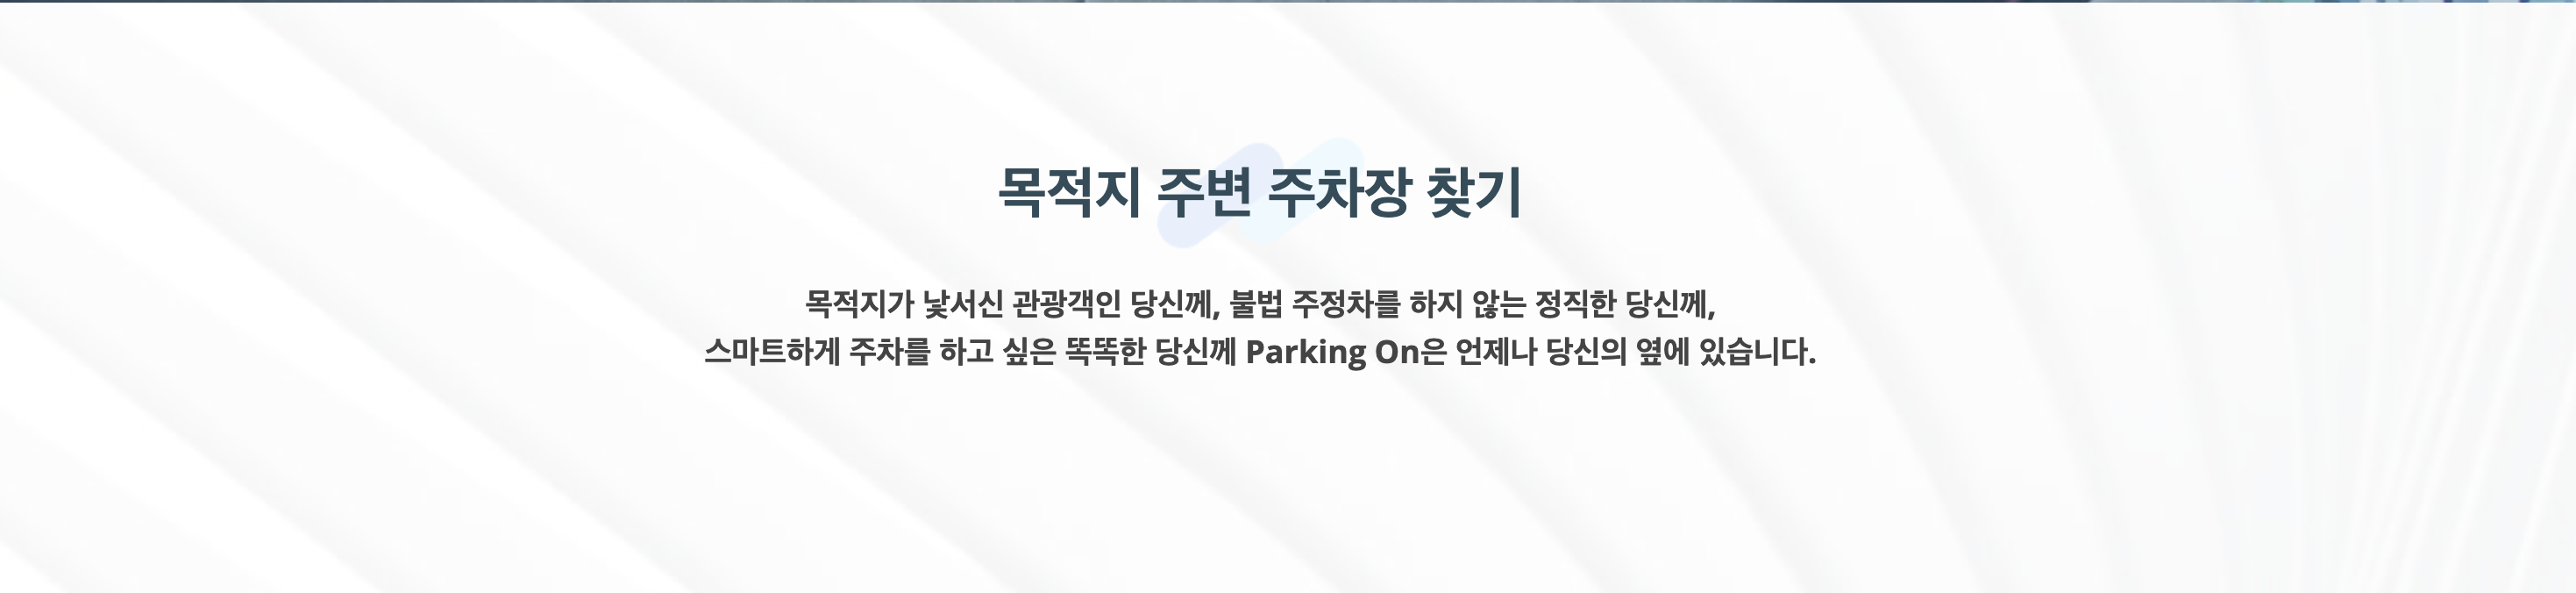 목적지 주변 주차장 찾기
목적지가 낯서신 관광객인 당신께, 불법 주정차를 하지 않는 정직한 당신께,
스마트하게 주차를 하고 싶은 똑똑한 당신께 Parking On은 언제나 당신의 옆에 있습니다.